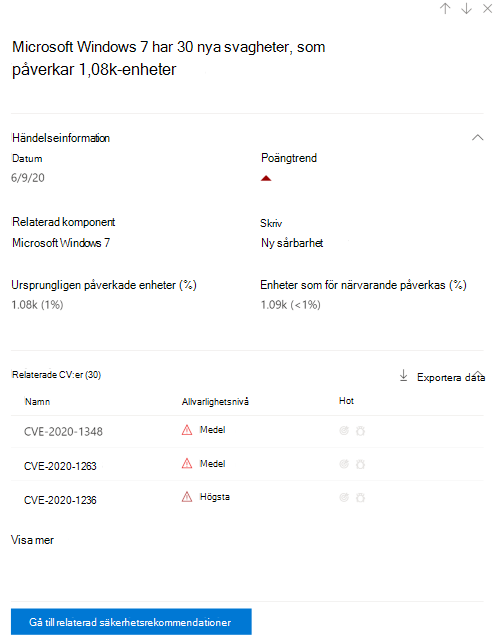 Microsoft Windows 7 har 30 nya svagheter, som
påverkar 1,08k-enheter
Händelseinformation
Datum
Poängtrend
6/9/20
Relaterad komponent
Skriv
Microsoft Windows 7
Ny sårbarhet
Ursprungligen påverkade enheter (%)
Enheter som för närvarande påverkas (%)
1.08k (1%)
1.09k (<1%)
Relaterade CV:er (30)
Exportera data
Namn
Allvarlighetsnivå
Hot
CVE-2020-1348
Medel
CVE-2020-1263
Medel
CVE-2020-1236
Högsta
Visa mer
Gå till relaterad säkerhetsrekommendationer